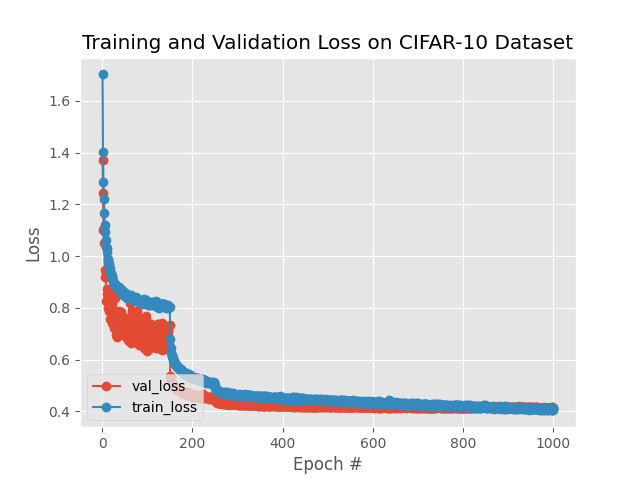 Training and Validation Loss on CIFAR-10 Dataset
1.6
1.4
1.2
1.0
0.8
0.6
0.4
Loss
val_loss
train_loss
0 200 400 600 800 1000
Epoch #